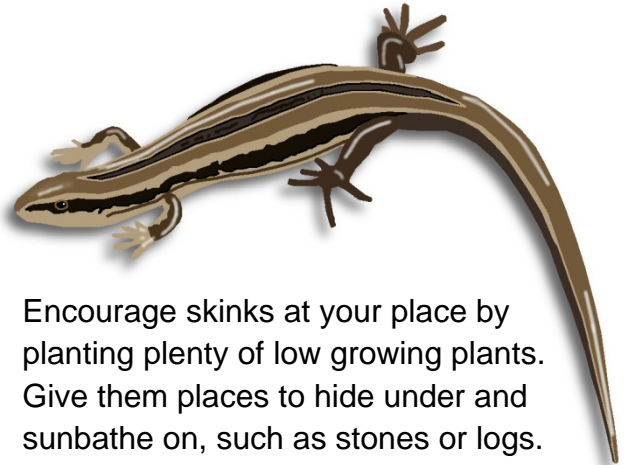 Encourage skinks at your place by
planting plenty of low growing plants.
Give them places to hide under and
sunbathe on, such as stones or logs.